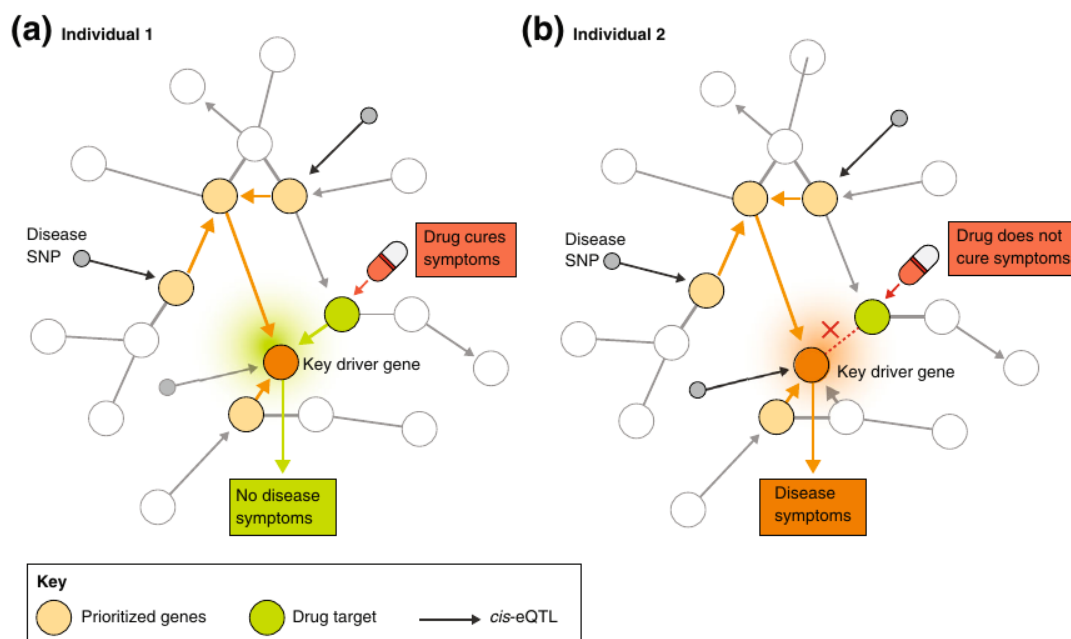 (a) Individual 1
Disease
SNP
Drug cures
symptoms
Key driver gene
No disease
symptoms
(b) Individual 2
Disease
SNP
Drug does not
cure symptoms
Key driver gene
Disease
symptoms
Key
Prioritized genes
Drug target
cis-eQTL